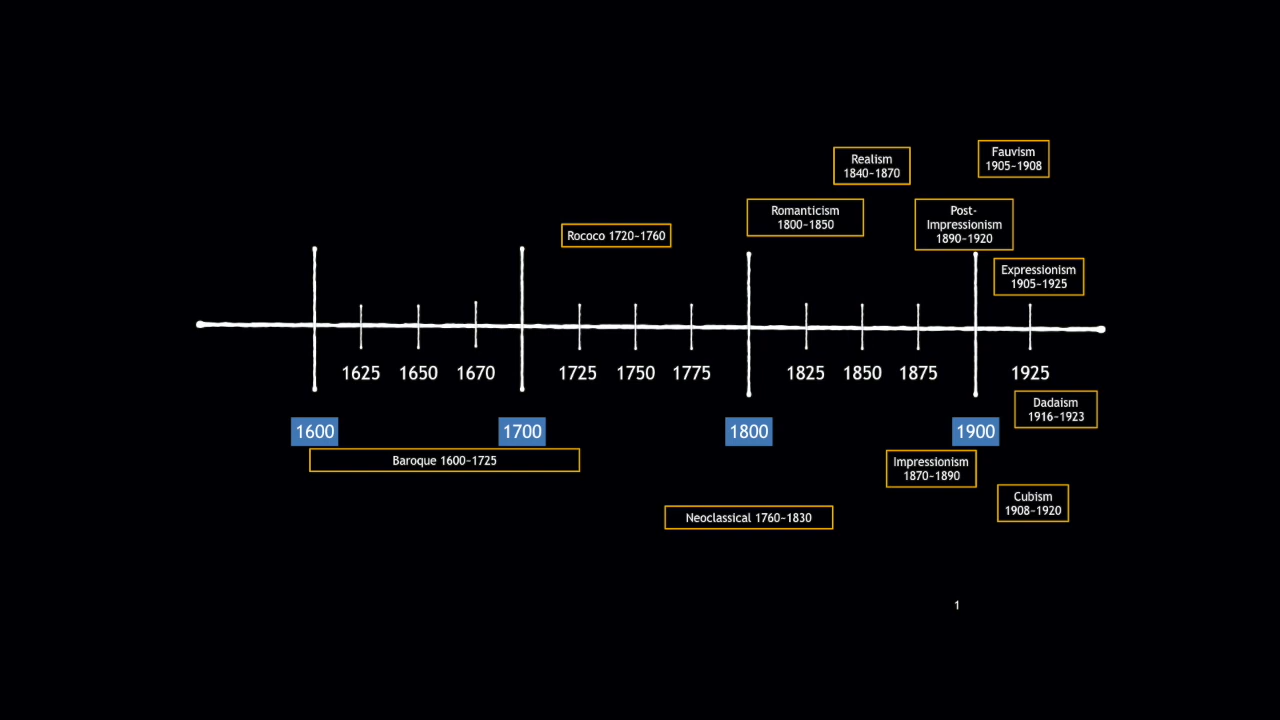 Fauvism
1905-1908
Realism
1840-1870
Romanticism
1800-1850
Post-
Impressionism
1890-1920
Rococo 1720-1760
Expressionism
1905-1925
1625 1650 1670 1725 1750 1775 1825 1850 1875 1925
Dadaism
1916-1923
1600 1700 1800 1900
Baroque 1600-1725
Impressionism
1870-1890
Cubism
1908-1920
Neoclassical 1760-1830
1